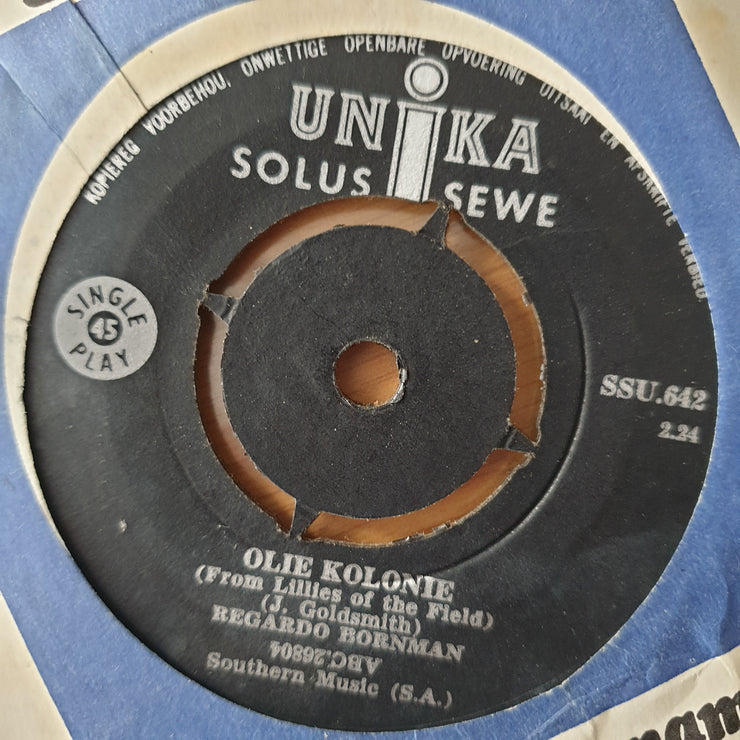 KOPIEREG VOORBEHOU. ONWETTIGE OPENBARE OPVOERING UITSAAI EN AFSKRIFTE VERBIED.
UNiKA
SOLUS SEWE
SINGLE
45
PLAY
SSU.642
2.24
OLIE KOLONIE
(From Lillies of the Field)
(J. Goldsmith)
REGARDO BORNMAN
ABC.26804
Southern Music (S.A.)